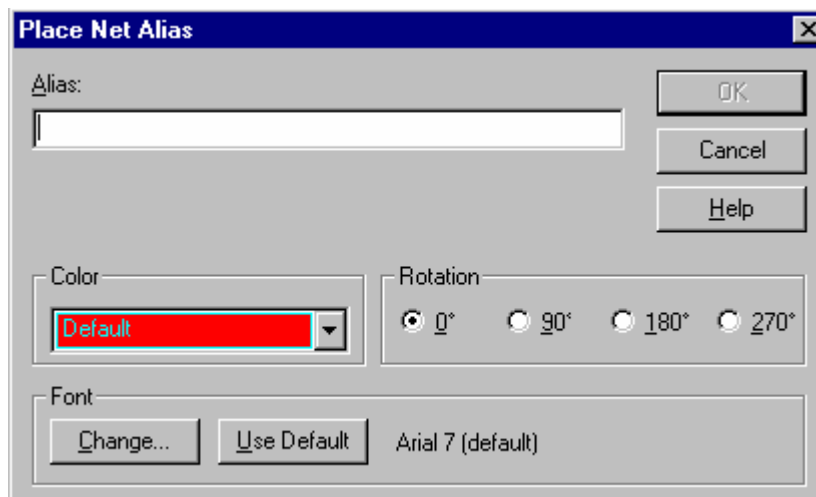 Place Net Alias
Alias:
OK
Cancel
Help
Color
Default
Rotation
0° 90° 180° 270°
Font
Change... Use Default Arial 7 (default)